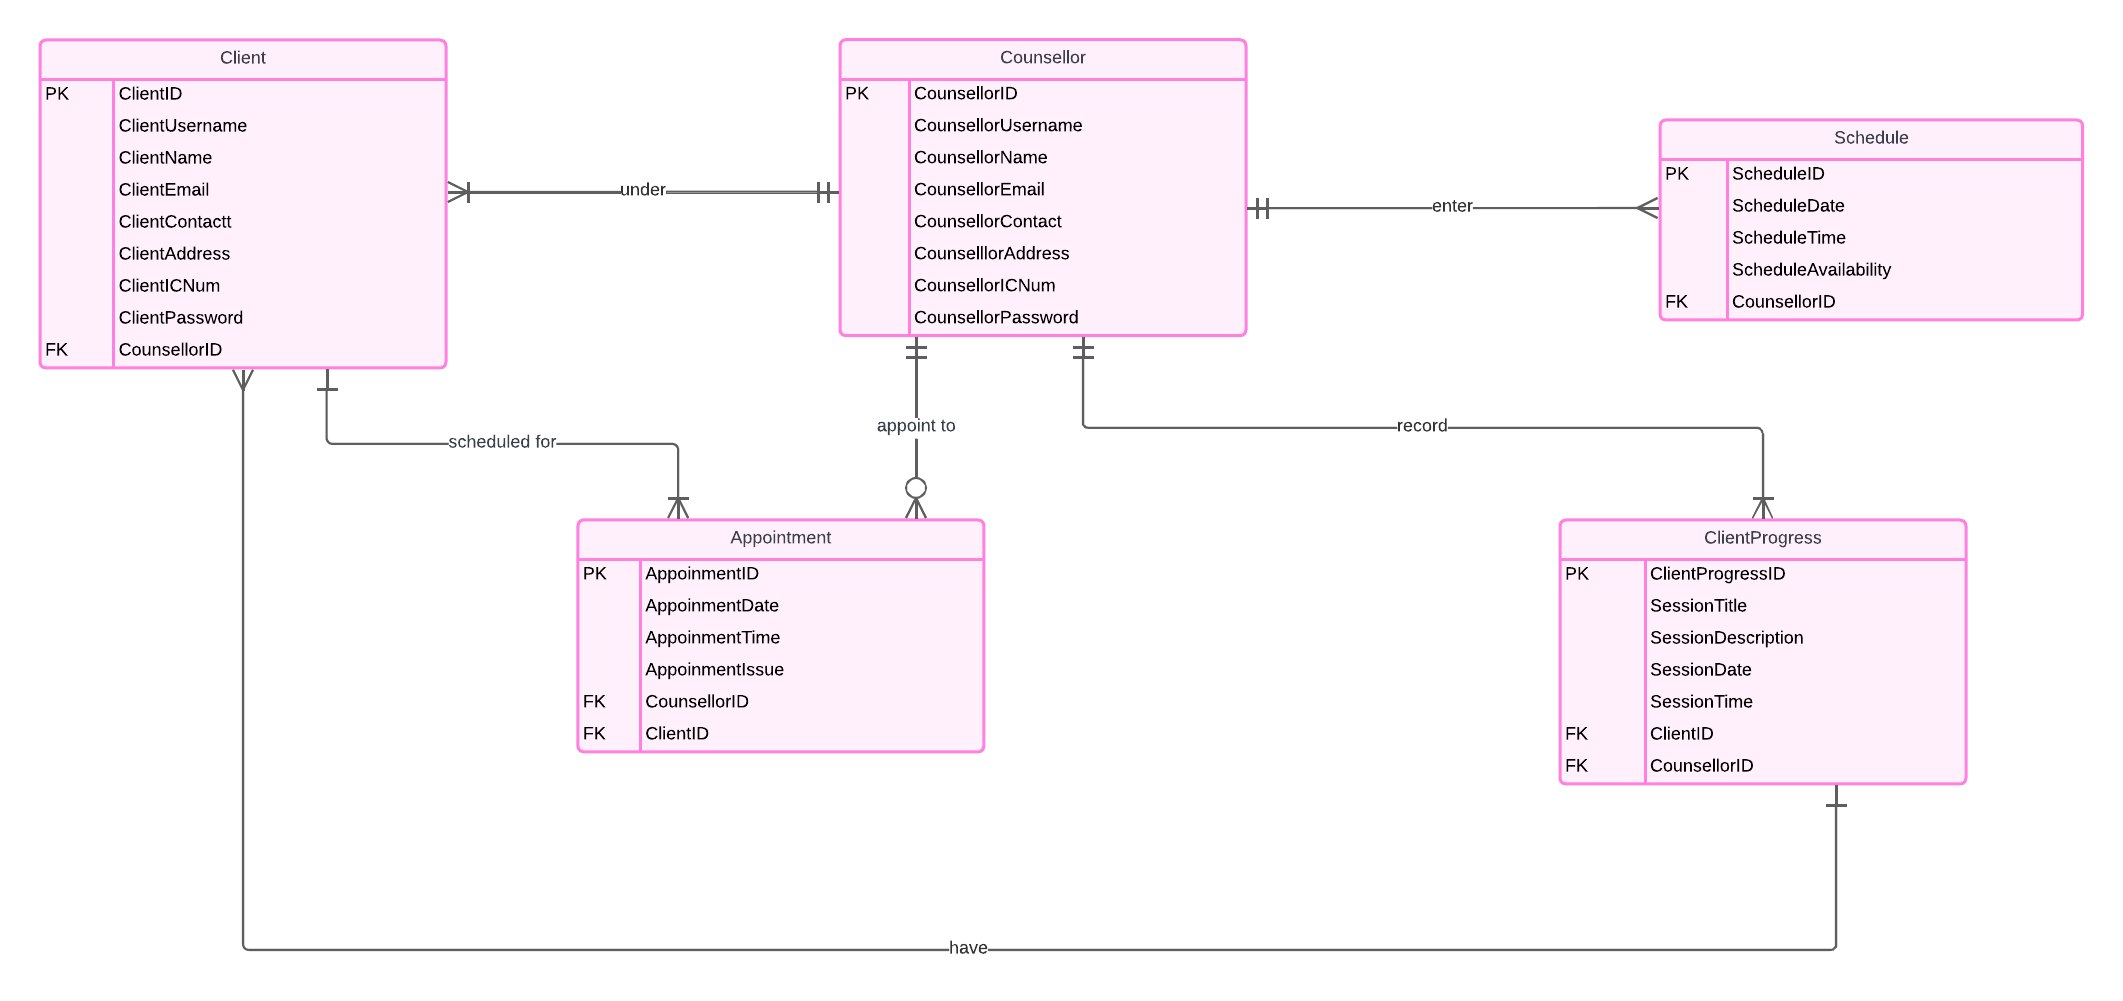 Client
PK ClientID
ClientUsername
ClientName
ClientEmail
ClientContactt
ClientAddress
ClientICNum
ClientPassword
FK CounsellorID
under
Counsellor
PK CounsellorID
CounsellorUsername
CounsellorName
CounsellorEmail
CounsellorContact
CounselllorAddress
CounsellorICNum
CounsellorPassword
enter
Schedule
PK ScheduleID
ScheduleDate
ScheduleTime
ScheduleAvailability
FK CounsellorID
scheduled for
appoint to
record
Appointment
PK AppoinmentID
AppoinmentDate
AppoinmentTime
AppoinmentIssue
FK CounsellorID
FK ClientID
ClientProgress
PK ClientProgressID
SessionTitle
SessionDescription
SessionDate
SessionTime
FK ClientID
FK CounsellorID
have